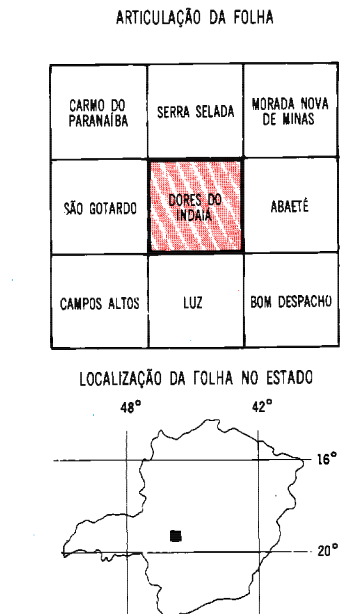 ARTICULAÇÃO DA FOLHA
CARMO DO
PARANAÍBA
SERRA SELADA
MORADA NOVA
DE MINAS
SÃO GOTARDO
DORES DO
INDAIÁ
ABAETÉ
CAMPOS ALTOS
LUZ
BOM DESPACHO
LOCALIZAÇÃO DA FOLHA NO ESTADO
48°
42°
16°
20°